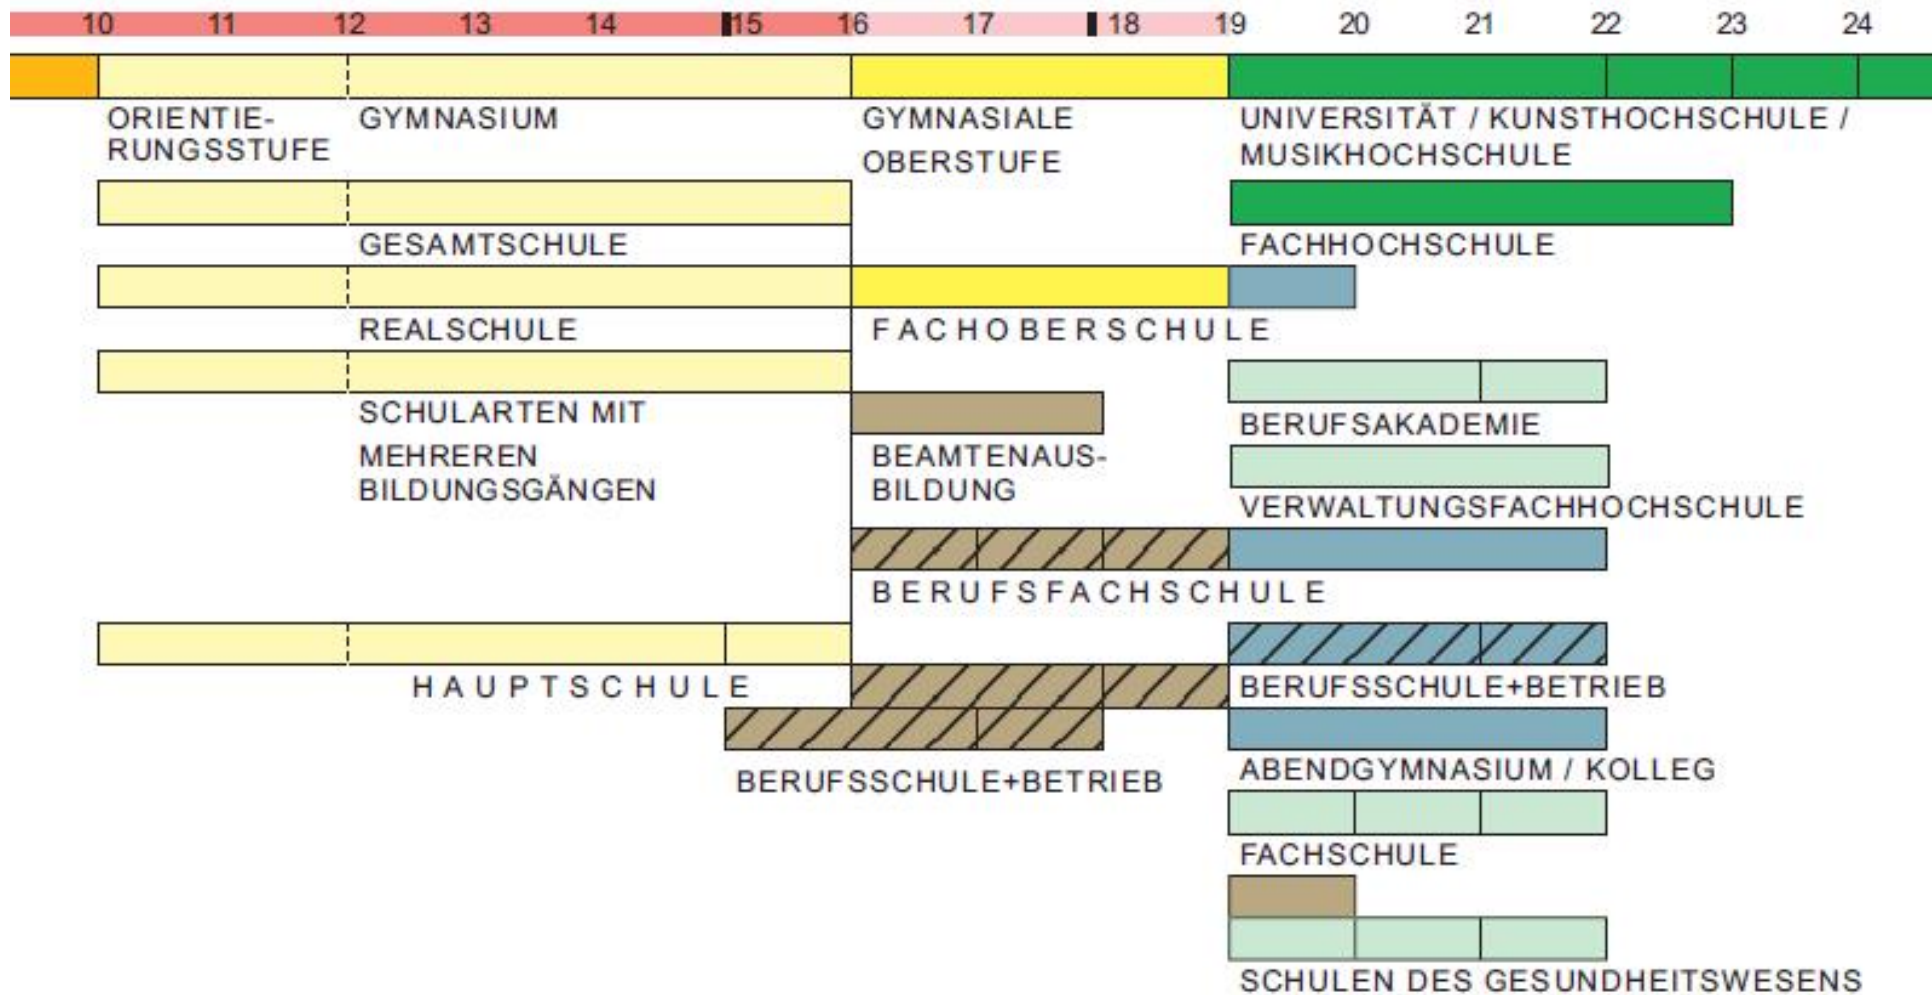 10 11 12 13 14 15 16 17 18 19 20 21 22 23 24
ORIENTIE-
RUNGSSTUFE
GYMNASIUM
GYMNASIALE
OBERSTUFE
UNIVERSITÄT / KUNSTHOCHSCHULE /
MUSIKHOCHSCHULE
GESAMTSCHULE
FACHHOCHSCHULE
REALSCHULE
FACHOBERSCHULE
SCHULARTEN MIT
MEHREREN
BILDUNGSGÄNGEN
BEAMTENAUS-
BILDUNG
BERUFSAKADEMIE
VERWALTUNGSFACHHOCHSCHULE
BERUFSFACHSCHULE
HAUPTSCHULE
BERUFSSCHULE+BETRIEB
BERUFSSCHULE+BETRIEB
ABENDGYMNASIUM / KOLLEG
FACHSCHULE
SCHULEN DES GESUNDHEITSWESENS